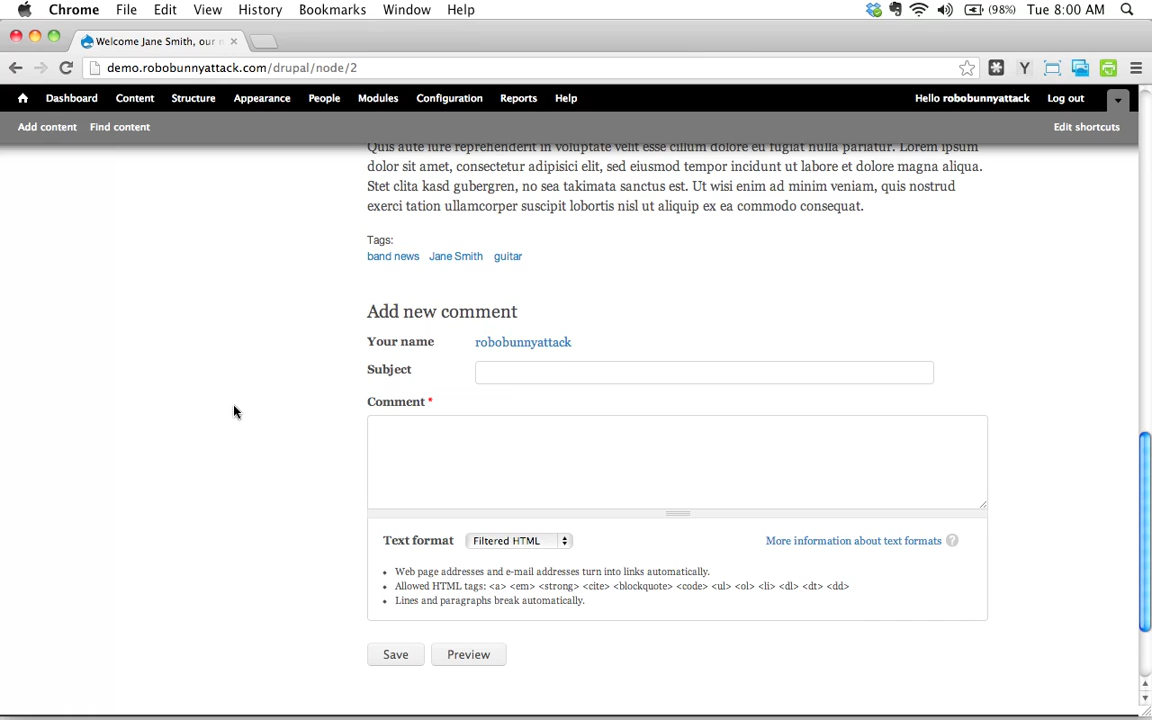 Chrome File Edit View History Bookmarks Window Help (98%) Tue 8:00 AM
Welcome Jane Smith, our n
demo.robobunnyattack.com/drupal/node/2
Dashboard Content Structure Appearance People Modules Configuration Reports Help Hello robobunnyattack Log out
Add content Find content Edit shortcuts
Quis aute iure reprehenderit in voluptate velit esse cillum dolore eu fugiat nulla pariatur. Lorem ipsum
dolor sit amet, consectetur adipisici elit, sed eiusmod tempor incidunt ut labore et dolore magna aliqua.
Stet clita kasd gubergren, no sea takimata sanctus est. Ut wisi enim ad minim veniam, quis nostrud
exerci tation ullamcorper suscipit lobortis nisl ut aliquip ex ea commodo consequat.
Tags:
band news Jane Smith guitar
Add new comment
Your name robobunnyattack
Subject
Comment *
Text format Filtered HTML More information about text formats ?
Web page addresses and e-mail addresses turn into links automatically.
Allowed HTML tags: <a> <em> <strong> <cite> <blockquote> <code> <ul> <ol> <li> <dl> <dt> <dd>
Lines and paragraphs break automatically.
Save Preview